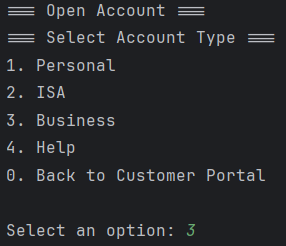 === Open Account ===
=== Select Account Type ===
1. Personal
2. ISA
3. Business
4. Help
0. Back to Customer Portal
Select an option: 3